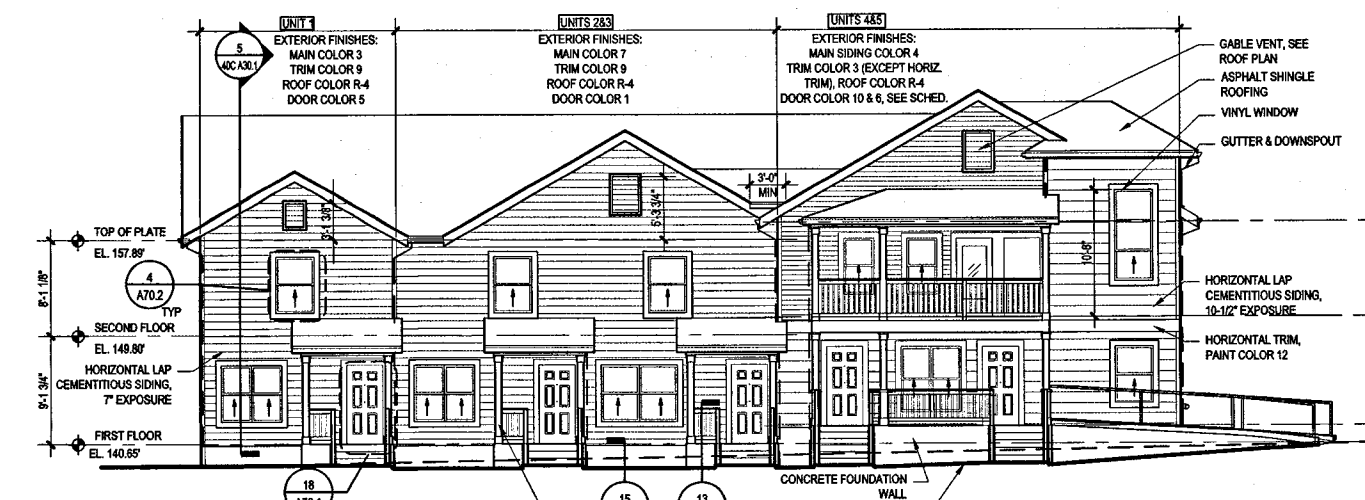 UNIT 1
EXTERIOR FINISHES:
MAIN COLOR 3
TRIM COLOR 9
ROOF COLOR R-4
DOOR COLOR 5
UNITS 2&3
EXTERIOR FINISHES:
MAIN COLOR 7
TRIM COLOR 9
ROOF COLOR R-4
DOOR COLOR 1
UNITS 4&5
EXTERIOR FINISHES:
MAIN SIDING COLOR 4
TRIM COLOR 3 (EXCEPT HORIZ.
TRIM), ROOF COLOR R-4
DOOR COLOR 10 & 6, SEE SCHED.
5
40C A30.1
GABLE VENT, SEE
ROOF PLAN
ASPHALT SHINGLE
ROOFING
VINYL WINDOW
GUTTER & DOWNSPOUT
3'-0"
MIN
3'-1 3/8"
5'-3 3/4"
10'-6"
TOP OF PLATE
EL. 157.89'
4
A70.2
TYP
8'-1 1/8"
SECOND FLOOR
EL. 149.80'
HORIZONTAL LAP
CEMENTITIOUS SIDING,
7" EXPOSURE
9'-1 3/4"
FIRST FLOOR
EL. 140.65'
HORIZONTAL LAP
CEMENTITIOUS SIDING,
10-1/2" EXPOSURE
HORIZONTAL TRIM,
PAINT COLOR 12
CONCRETE FOUNDATION
WALL
18
15
13